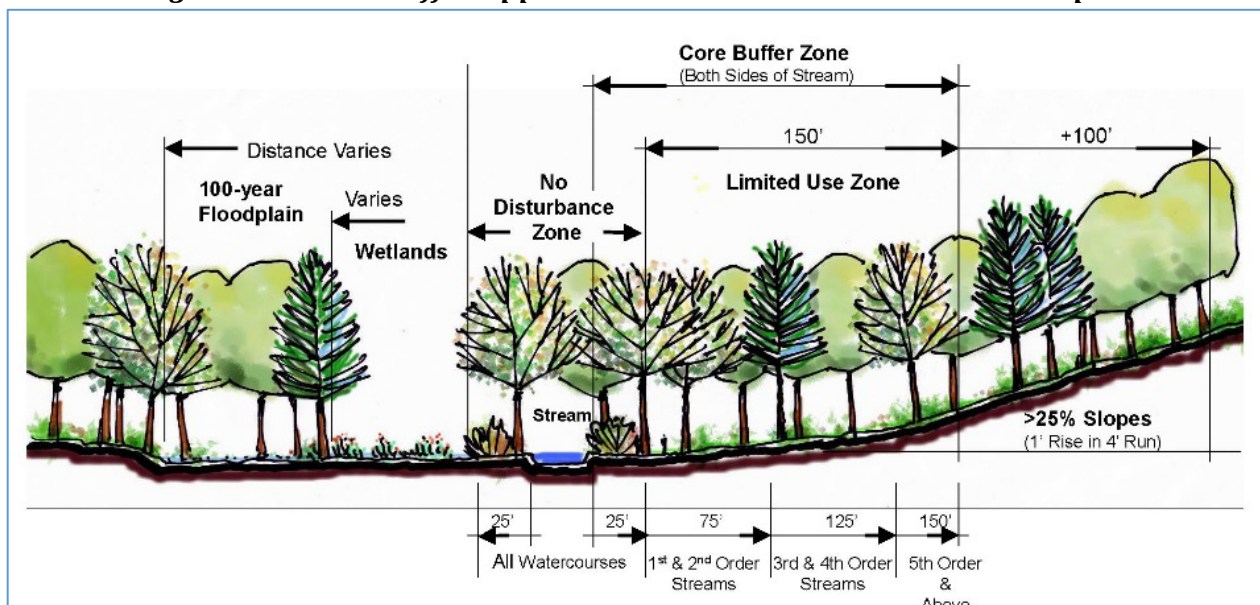 Core Buffer Zone
(Both Sides of Stream)
150'
+100'
Distance Varies
100-year
Floodplain
Varies
Wetlands
No
Disturbance
Zone
Limited Use Zone
Stream
>25% Slopes
(1' Rise in 4' Run)
25'
25'
75'
125'
150'
All Watercourses
1st & 2nd Order
Streams
3rd & 4th Order
Streams
5th Order
&
Above